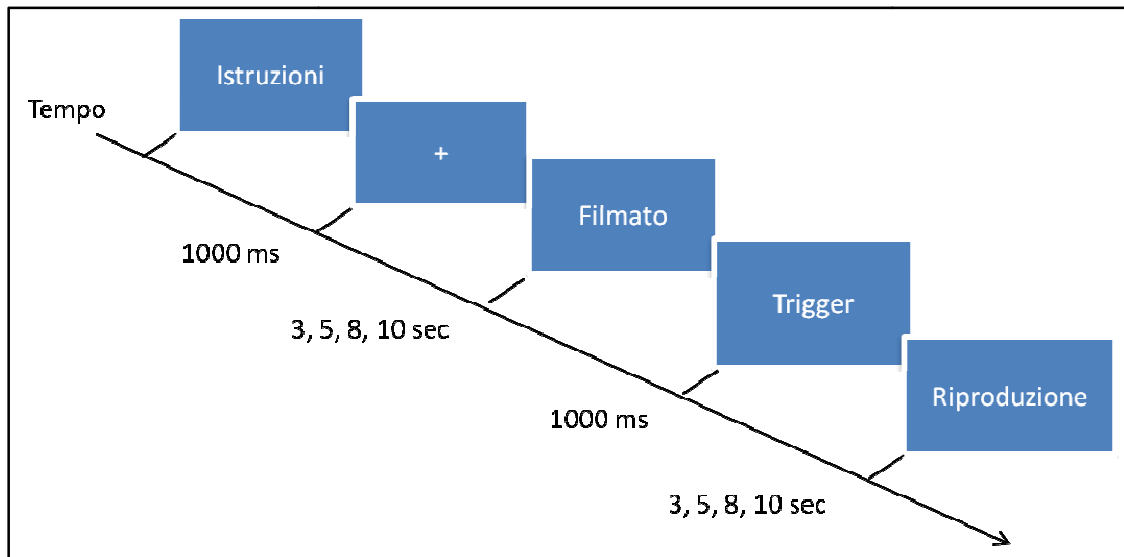 Istruzioni
Tempo
+
Filmato
1000 ms
Trigger
3, 5, 8, 10 sec
Riproduzione
1000 ms
3, 5, 8, 10 sec